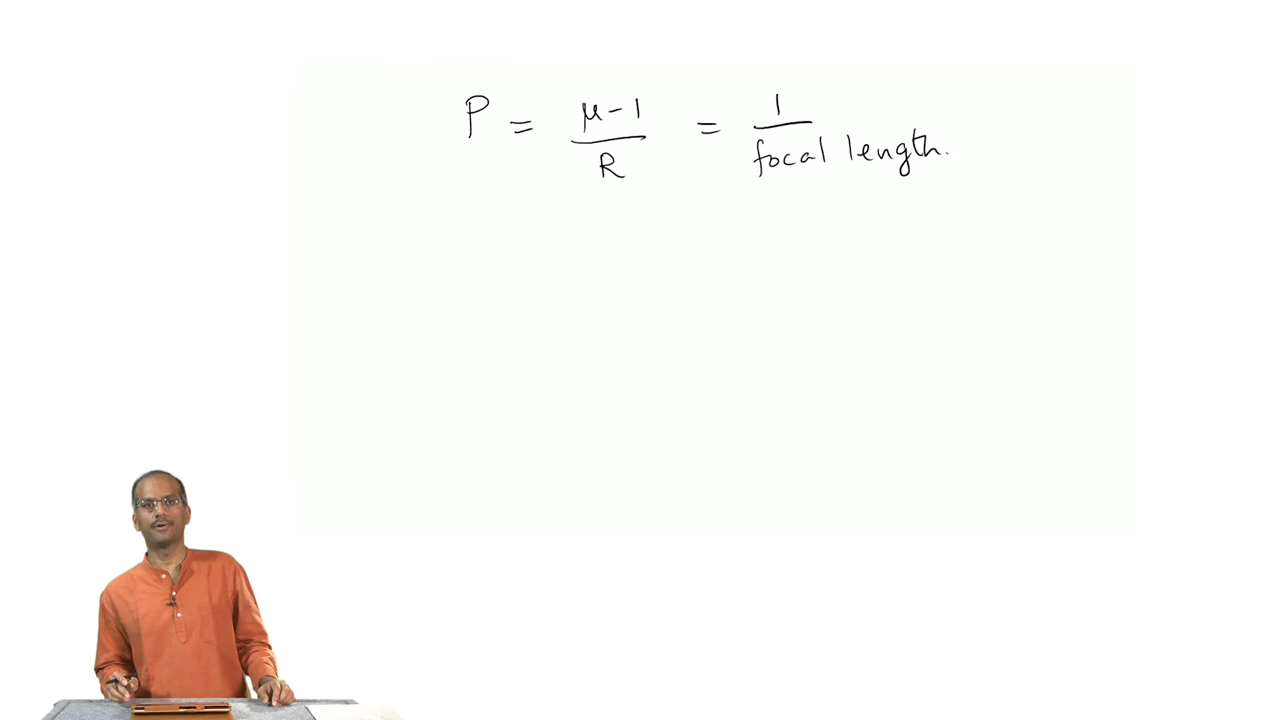 P = μ-1 / R = 1 / focal length.